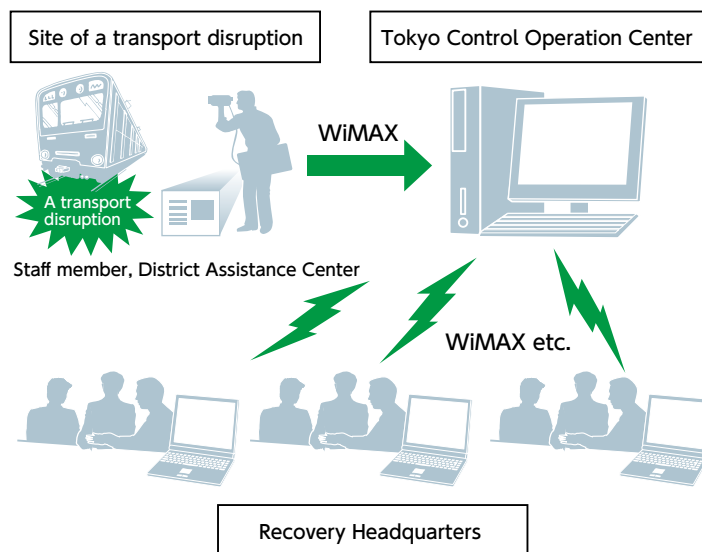 Site of a transport disruption
Tokyo Control Operation Center
WiMAX
A transport
disruption
Staff member, District Assistance Center
WiMAX etc.
Recovery Headquarters